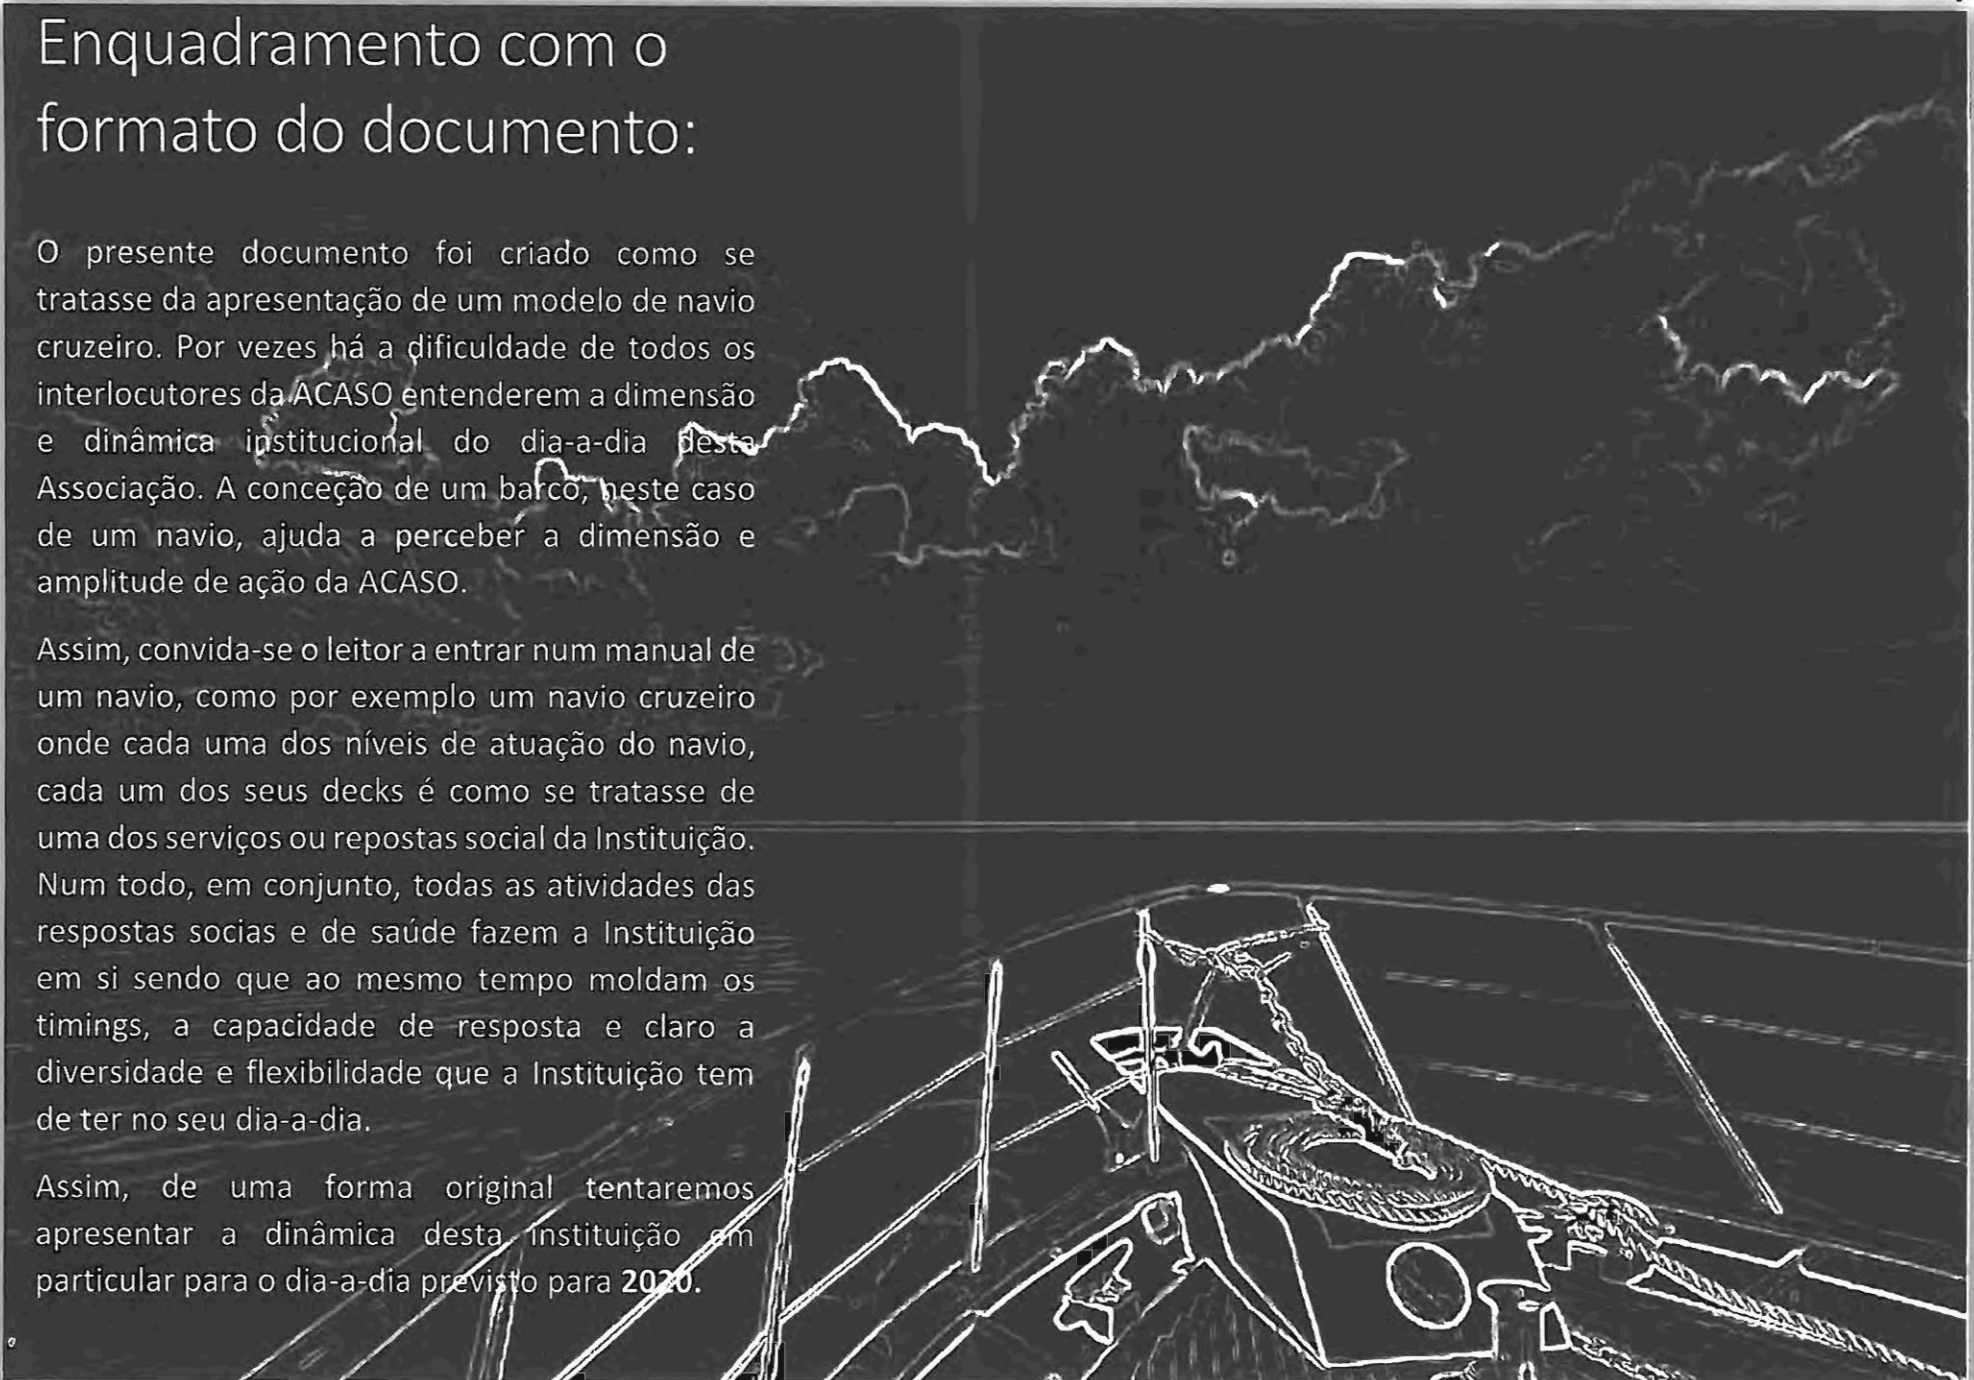 Enquadramento com o
formato do documento:
O presente documento foi criado como se
tratasse da apresentação de um modelo de navio
cruzeiro. Por vezes há a dificuldade de todos os
interlocutores da ACASO entenderem a dimensão
e dinâmica institucional do dia-a-dia desta
Associação. A conceção de um barco, neste caso
de um navio, ajuda a perceber a dimensão e
amplitude de ação da ACASO.
Assim, convida-se o leitor a entrar num manual de
um navio, como por exemplo um navio cruzeiro
onde cada uma dos níveis de atuação do navio,
cada um dos seus decks é como se tratasse de
uma dos serviços ou repostas social da Instituição.
Num todo, em conjunto, todas as atividades das
respostas socias e de saúde fazem a Instituição
em si sendo que ao mesmo tempo moldam os
timings, a capacidade de resposta e claro a
diversidade e flexibilidade que a Instituição tem
de ter no seu dia-a-dia.
Assim, de uma forma original tentaremos
apresentar a dinâmica desta instituição em
particular para o dia-a-dia previsto para 2020.